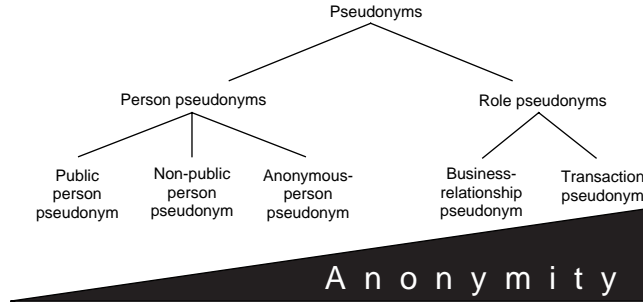 Pseudonyms
Person pseudonyms
Role pseudonyms
Public
person
pseudonym
Non-public
person
pseudonym
Anonymous-
person
pseudonym
Business-
relationship
pseudonym
Transaction
pseudonym
Anonymity